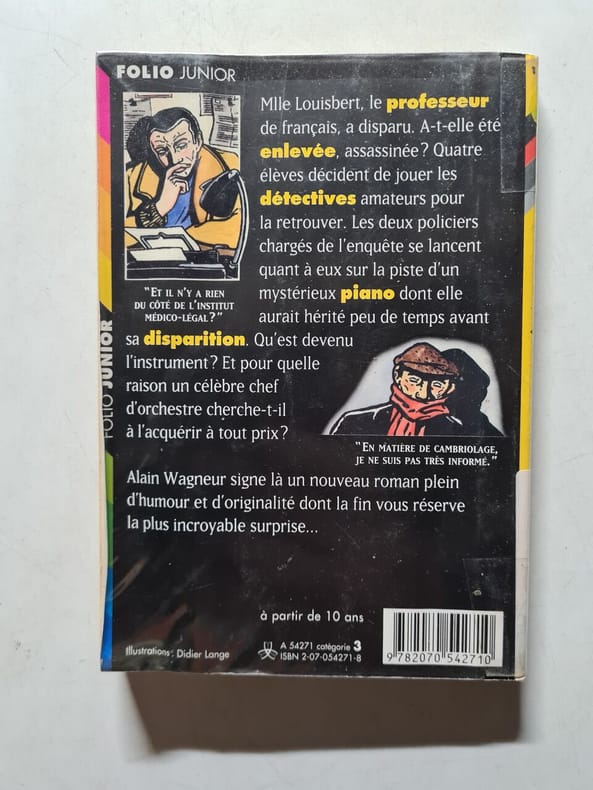 FOLIO JUNIOR
Mlle Louisbert, le professeur
de français, a disparu. A-t-elle été
enlevée, assassinée? Quatre
élèves décident de jouer les
détectives amateurs pour
la retrouver. Les deux policiers
chargés de l'enquête se lancent
quant à eux sur la piste d'un
mystérieux piano dont elle
aurait hérité peu de temps avant
sa disparition. Qu'est devenu
l'instrument? Et pour quelle
raison un célèbre chef
d'orchestre cherche-t-il
à l'acquérir à tout prix?
"ET IL N'Y A RIEN
DU CÔTÉ DE L'INSTITUT
MÉDICO-LÉGAL?"
"EN MATIÈRE DE CAMBRIOLAGE,
JE NE SUIS PAS TRÈS INFORMÉ."
Alain Wagneur signe là un nouveau roman plein
d'humour et d'originalité dont la fin vous réserve
la plus incroyable surprise...
à partir de 10 ans
Illustrations : Didier Lange
A 54271 catégorie 3
ISBN 2-07-054271-8
9 782070 542710
FOLIO JUNIOR